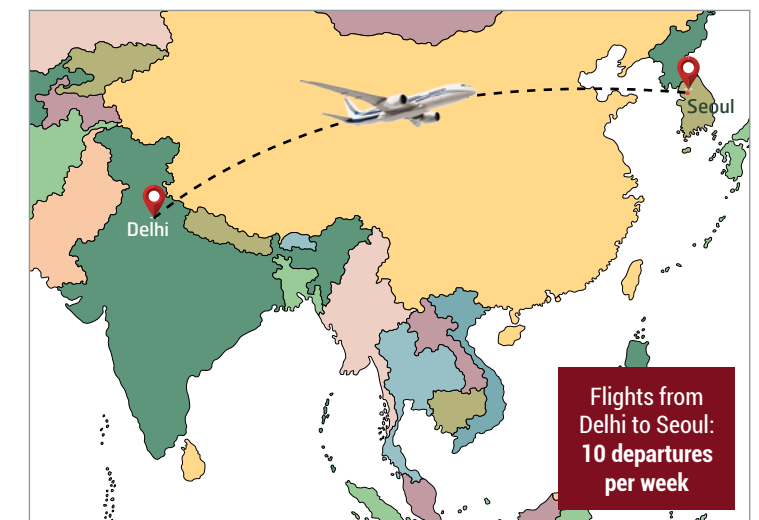 Seoul
Delhi
Flights from
Delhi to Seoul:
10 departures
per week